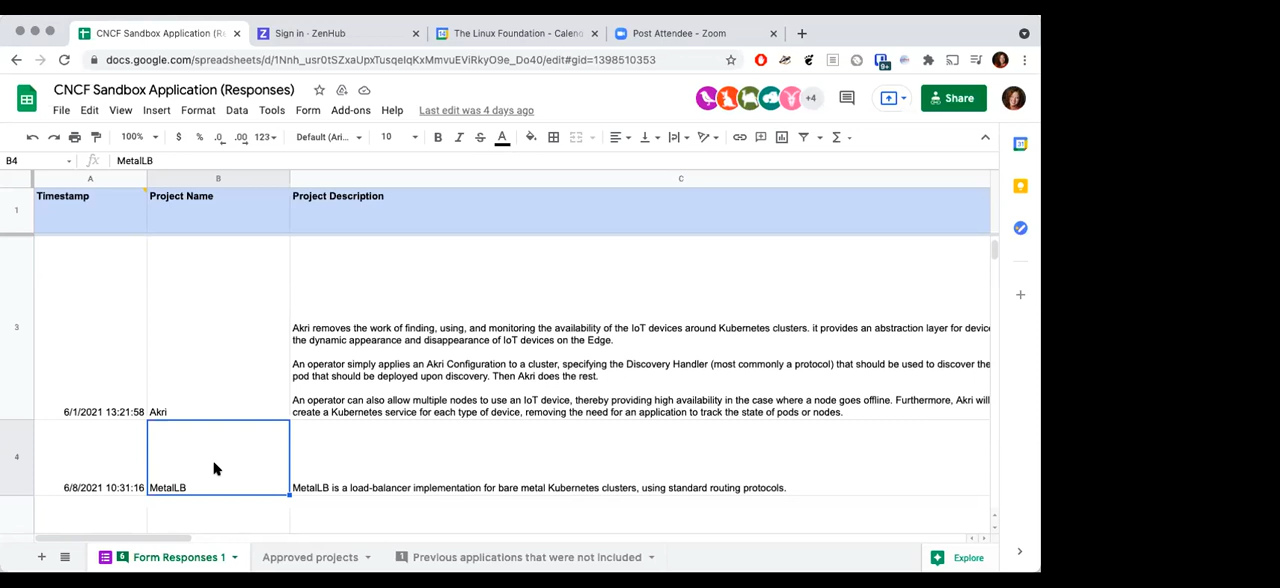 CNCF Sandbox Application (Re
Sign in - ZenHub
The Linux Foundation - Calend
Post Attendee - Zoom
docs.google.com/spreadsheets/d/1Nnh_usr0tSZxaUpxTusqeIqKxMmvuEViRkyO9e_Do40/edit#gid=1398510353
9+
CNCF Sandbox Application (Responses)
File Edit View Insert Format Data Tools Form Add-ons Help Last edit was 4 days ago
+4
Share
100% $ % .0 .00 123 Default (Ari... 10 B I S A
B4 fx MetalLB
A B C
1 Timestamp Project Name Project Description
Akri removes the work of finding, using, and monitoring the availability of the IoT devices around Kubernetes clusters. it provides an abstraction layer for device
the dynamic appearance and disappearance of IoT devices on the Edge.
An operator simply applies an Akri Configuration to a cluster, specifying the Discovery Handler (most commonly a protocol) that should be used to discover the
pod that should be deployed upon discovery. Then Akri does the rest.
An operator can also allow multiple nodes to use an IoT device, thereby providing high availability in the case where a node goes offline. Furthermore, Akri will
3 6/1/2021 13:21:58 Akri create a Kubernetes service for each type of device, removing the need for an application to track the state of pods or nodes.
4 6/8/2021 10:31:16 MetalLB MetalLB is a load-balancer implementation for bare metal Kubernetes clusters, using standard routing protocols.
6 Form Responses 1 Approved projects 1 Previous applications that were not included Explore